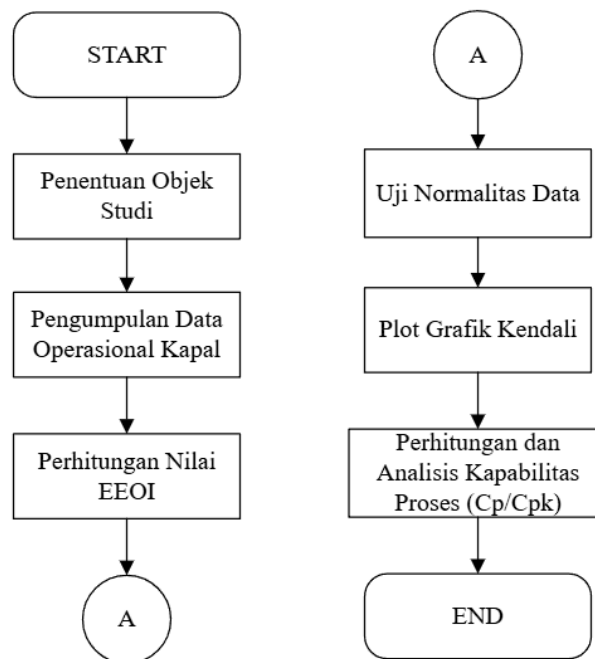 START
Penentuan Objek
Studi
Pengumpulan Data
Operasional Kapal
Perhitungan Nilai
EEOI
A
A
Uji Normalitas Data
Plot Grafik Kendali
Perhitungan dan
Analisis Kapabilitas
Proses (Cp/Cpk)
END